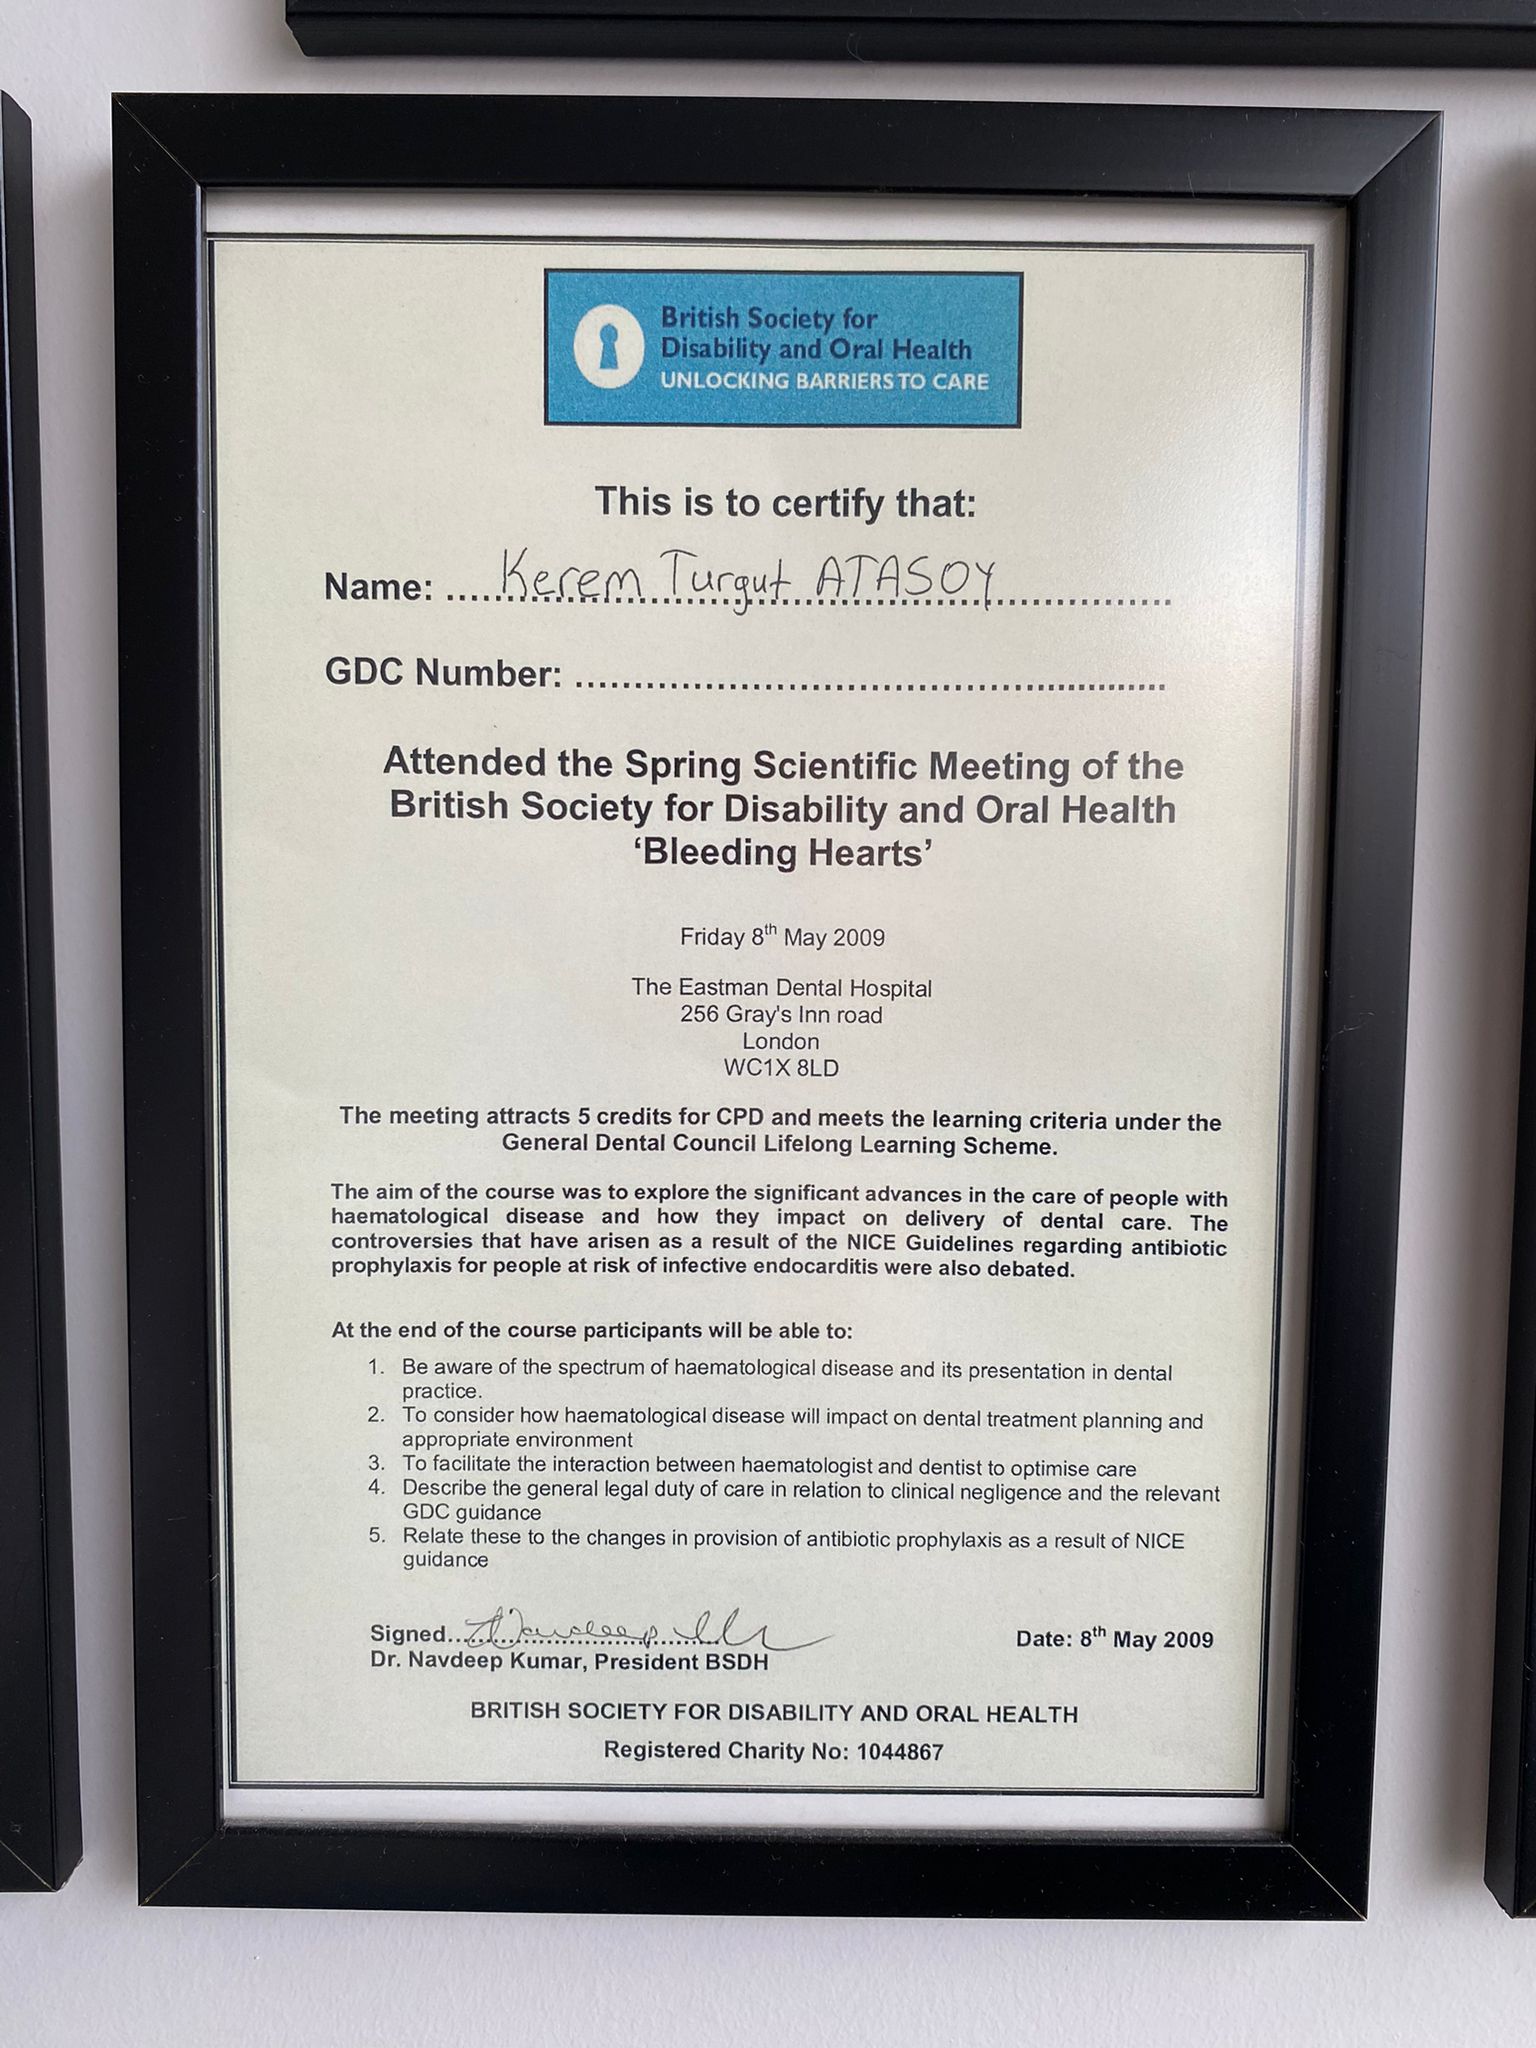 British Society for
Disability and Oral Health
UNLOCKING BARRIERS TO CARE
This is to certify that:
Name: ....Kerem Turgut ATASOY....
GDC Number: ....
Attended the Spring Scientific Meeting of the
British Society for Disability and Oral Health
‘Bleeding Hearts’
Friday 8th May 2009
The Eastman Dental Hospital
256 Gray's Inn road
London
WC1X 8LD
The meeting attracts 5 credits for CPD and meets the learning criteria under the
General Dental Council Lifelong Learning Scheme.
The aim of the course was to explore the significant advances in the care of people with
haematological disease and how they impact on delivery of dental care. The
controversies that have arisen as a result of the NICE Guidelines regarding antibiotic
prophylaxis for people at risk of infective endocarditis were also debated.
At the end of the course participants will be able to:
1. Be aware of the spectrum of haematological disease and its presentation in dental
practice.
2. To consider how haematological disease will impact on dental treatment planning and
appropriate environment
3. To facilitate the interaction between haematologist and dentist to optimise care
4. Describe the general legal duty of care in relation to clinical negligence and the relevant
GDC guidance
5. Relate these to the changes in provision of antibiotic prophylaxis as a result of NICE
guidance
Signed.... Date: 8th May 2009
Dr. Navdeep Kumar, President BSDH
BRITISH SOCIETY FOR DISABILITY AND ORAL HEALTH
Registered Charity No: 1044867